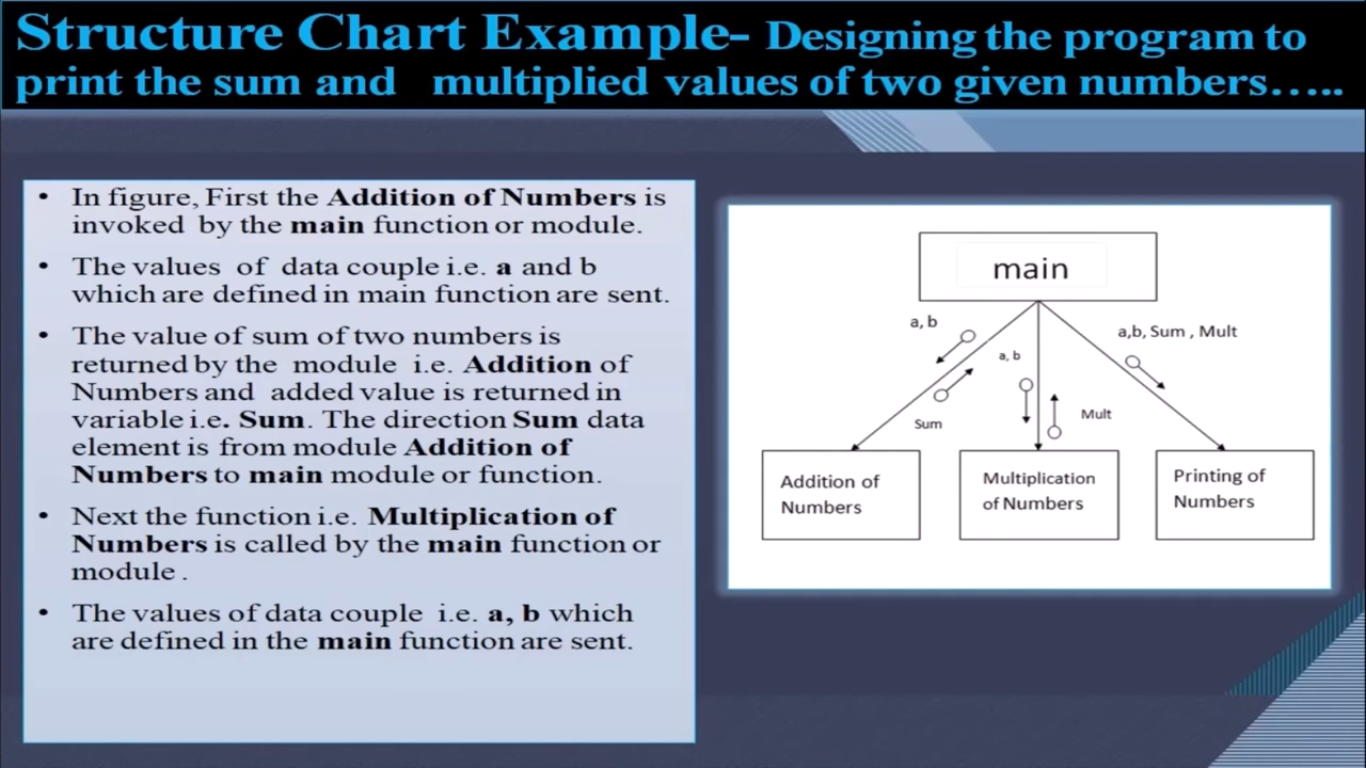 Structure Chart Example- Designing the program to
print the sum and multiplied values of two given numbers…..
• In figure, First the Addition of Numbers is
invoked by the main function or module.
• The values of data couple i.e. a and b
which are defined in main function are sent.
• The value of sum of two numbers is
returned by the module i.e. Addition of
Numbers and added value is returned in
variable i.e. Sum. The direction Sum data
element is from module Addition of
Numbers to main module or function.
• Next the function i.e. Multiplication of
Numbers is called by the main function or
module .
• The values of data couple i.e. a, b which
are defined in the main function are sent.
main
a, b
a,b, Sum , Mult
a, b
Sum
Mult
Addition of
Numbers
Multiplication
of Numbers
Printing of
Numbers